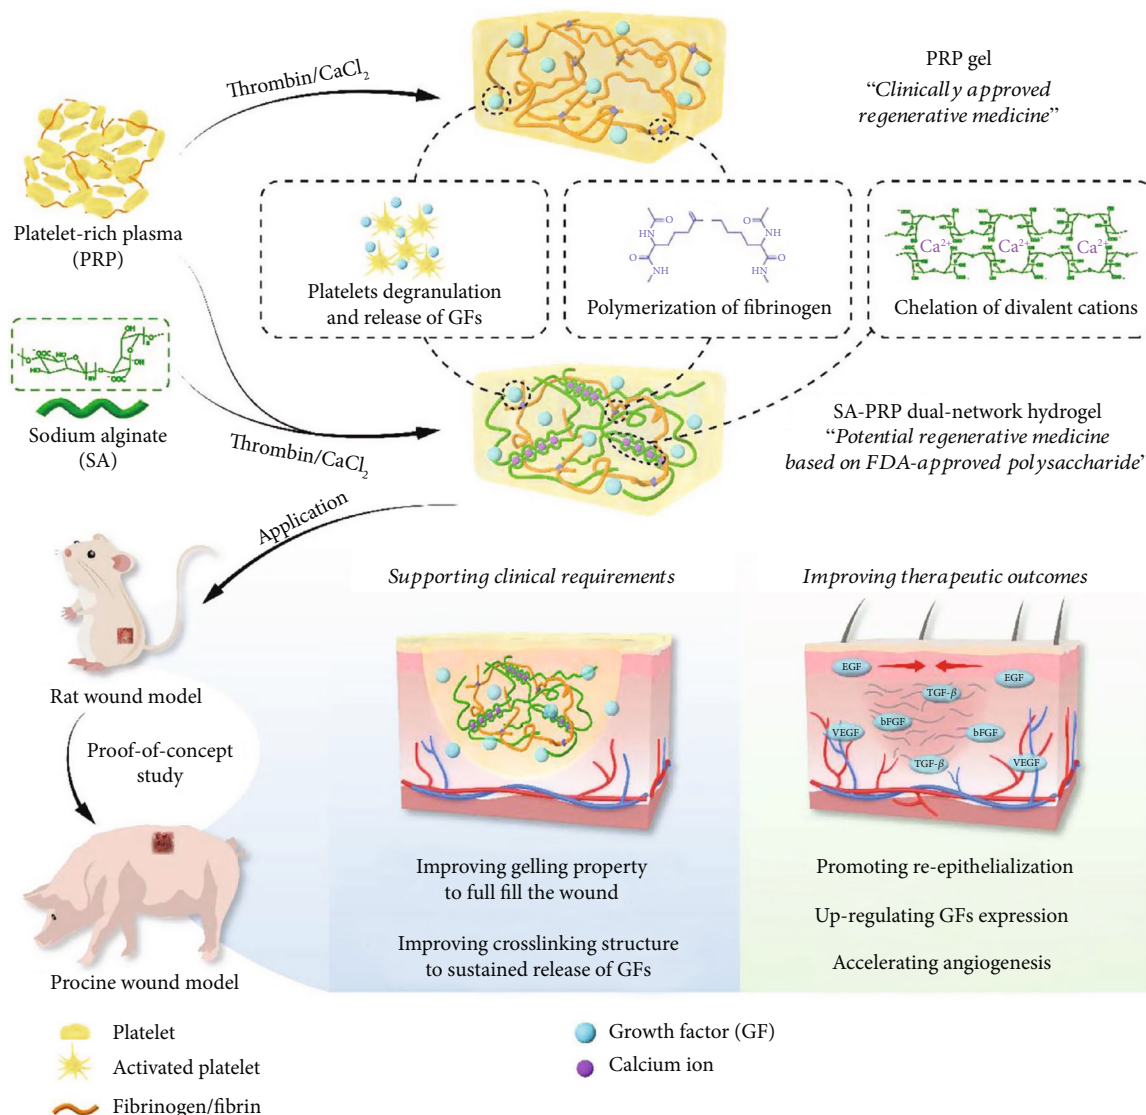 Thrombin/CaCl₂
PRP gel
“Clinically approved
regenerative medicine”
Platelet-rich plasma
(PRP)
Platelets degranulation
and release of GFs
O
HN
O
HN
O
NH
O
NH
Polymerization of fibrinogen
Ca²⁺ Ca²⁺ Ca²⁺
Chelation of divalent cations
Sodium alginate
(SA)
Thrombin/CaCl₂
SA-PRP dual-network hydrogel
“Potential regenerative medicine
based on FDA-approved polysaccharide”
Application
Rat wound model
Proof-of-concept
study
Procine wound model
Supporting clinical requirements
Improving gelling property
to full fill the wound
Improving crosslinking structure
to sustained release of GFs
Improving therapeutic outcomes
EGF
EGF
TGF-β
bFGF
bFGF
VEGF
VEGF
TGF-β
Promoting re-epithelialization
Up-regulating GFs expression
Accelerating angiogenesis
Platelet
Activated platelet
Fibrinogen/fibrin
Growth factor (GF)
Calcium ion